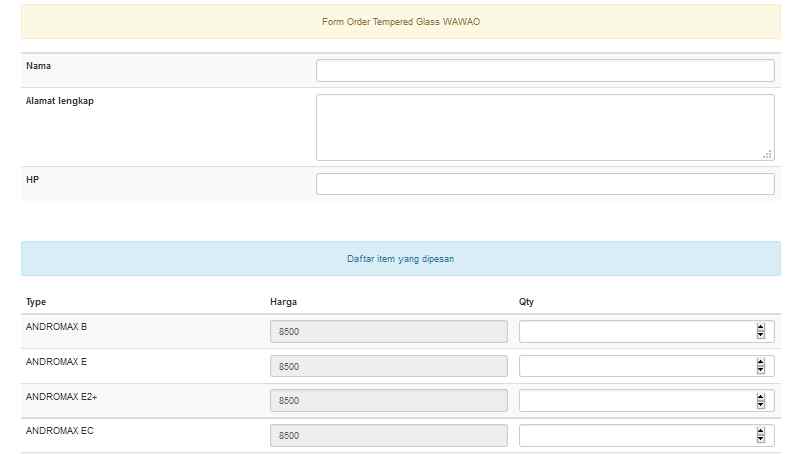 Form Order Tempered Glass WAWAO
Nama
Alamat lengkap
HP
Daftar item yang dipesan
Type Harga Qty
ANDROMAX B 8500
ANDROMAX E 8500
ANDROMAX E2+ 8500
ANDROMAX EC 8500